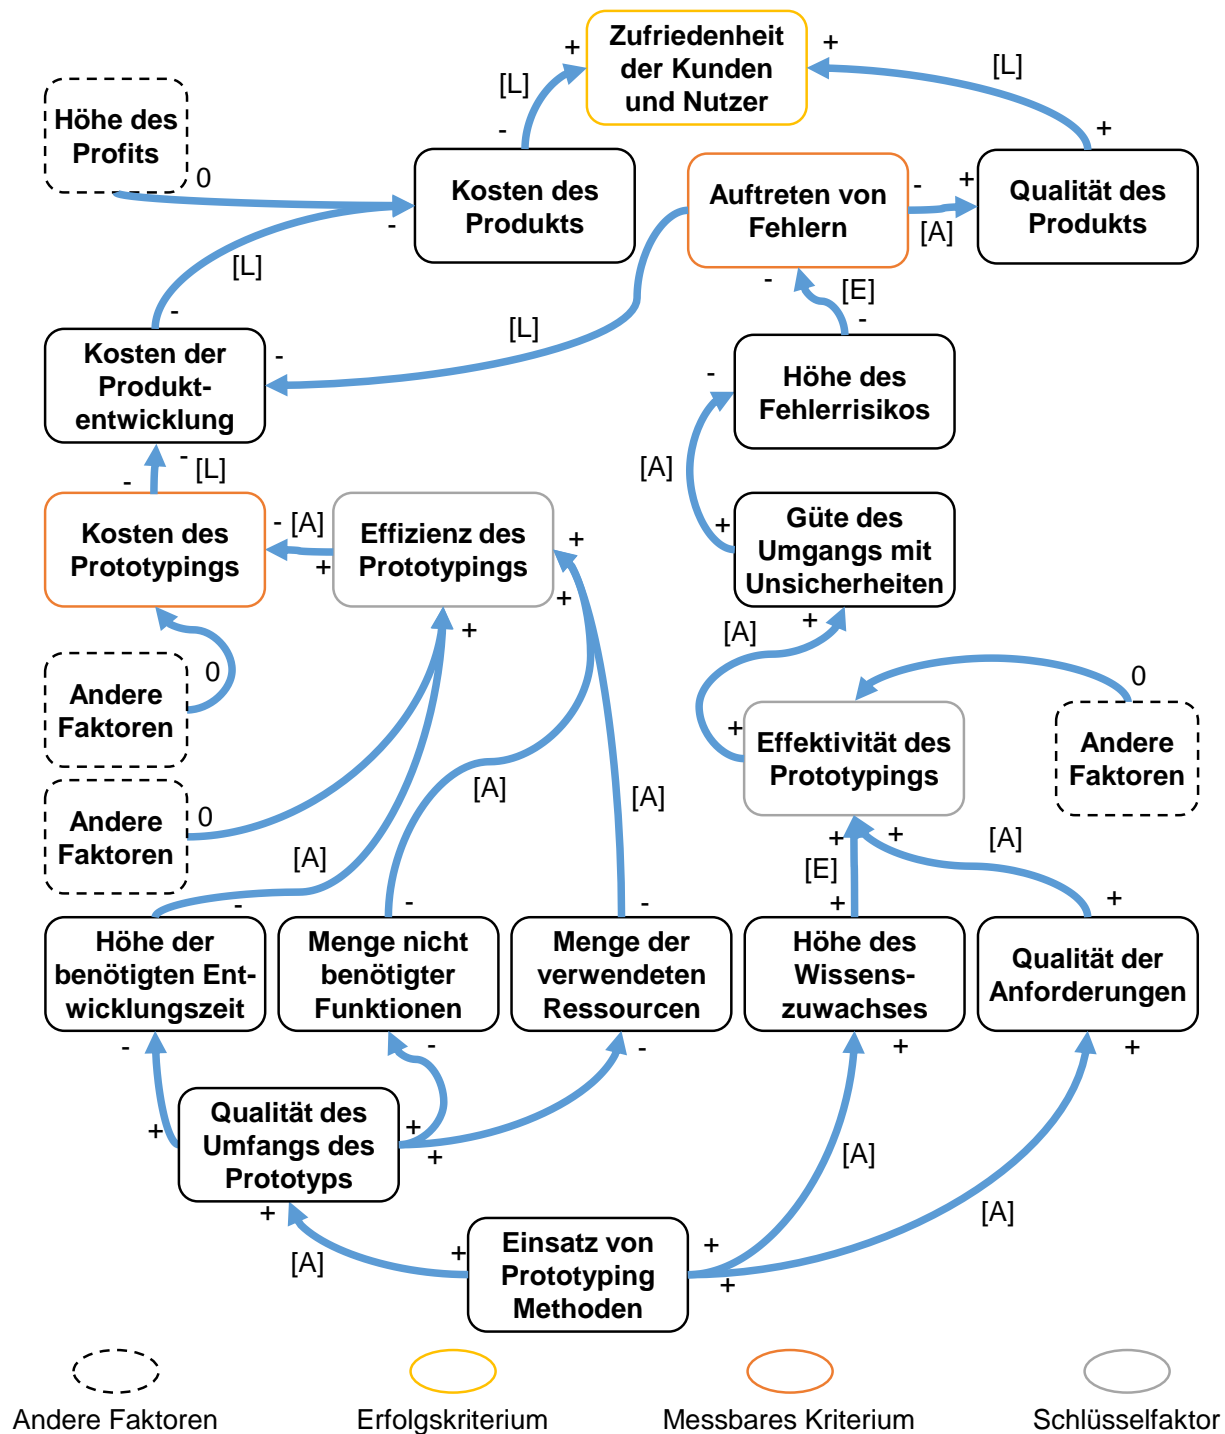 Zufriedenheit
der Kunden
und Nutzer
+
+
[L]
[L]
-
+
Höhe des
Profits
0
Kosten des
Produkts
-
Auftreten von
Fehlern
-
+
[A]
Qualität des
Produkts
[L]
-
[E]
-
-
[L]
Kosten der
Produkt-
entwicklung
-
Höhe des
Fehlerrisikos
-
-
[L]
-
[A]
Kosten des
Prototypings
-
[A]
+
Effizienz des
Prototypings
+
+
+
Güte des
Umgangs mit
Unsicherheiten
+
[A]
+
Andere
Faktoren
0
Effektivität des
Prototypings
+
0
Andere
Faktoren
Andere
Faktoren
0
[A]
[A]
[A]
+
+
[E]
[A]
-
-
-
+
+
Höhe der
benötigten Ent-
wicklungszeit
Menge nicht
benötigter
Funktionen
Menge der
verwendeten
Ressourcen
Höhe des
Wissens-
zuwachses
Qualität der
Anforderungen
-
-
-
+
+
Qualität des
Umfangs des
Prototyps
+
+
+
[A]
[A]
+
[A]
+
Einsatz von
Prototyping
Methoden
+
+
Andere Faktoren
Erfolgskriterium
Messbares Kriterium
Schlüsselfaktor